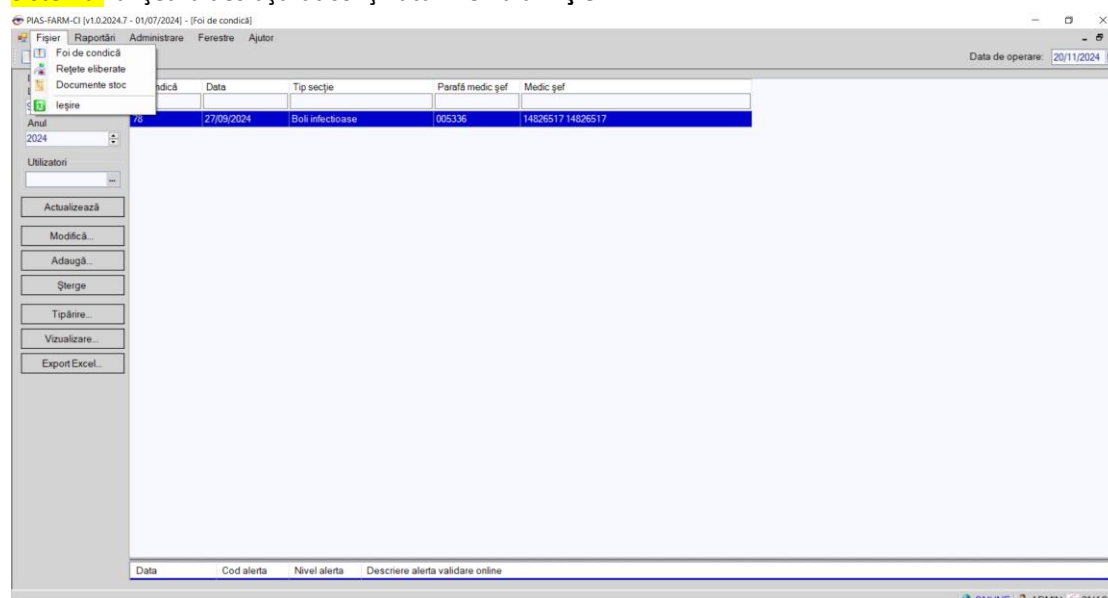 PIAS-FARM-CI [v1.0.2024.7 - 01/07/2024] - [Foi de condică]
Fișier Raportări Administrare Ferestre Ajutor
Foi de condică
Rețete eliberate
Documente stoc
Ieșire
Data de operare: 20/11/2024
Data Tip secție Parafă medic șef Medic șef
78 27/09/2024 Boli infectioase 005336 14826517 14826517
Anul
2024
Utilizatori
...
Actualizează
Modifică...
Adaugă...
Șterge
Tipărire...
Vizualizare...
Export Excel...
Data Cod alerta Nivel alerta Descriere alerta validare online